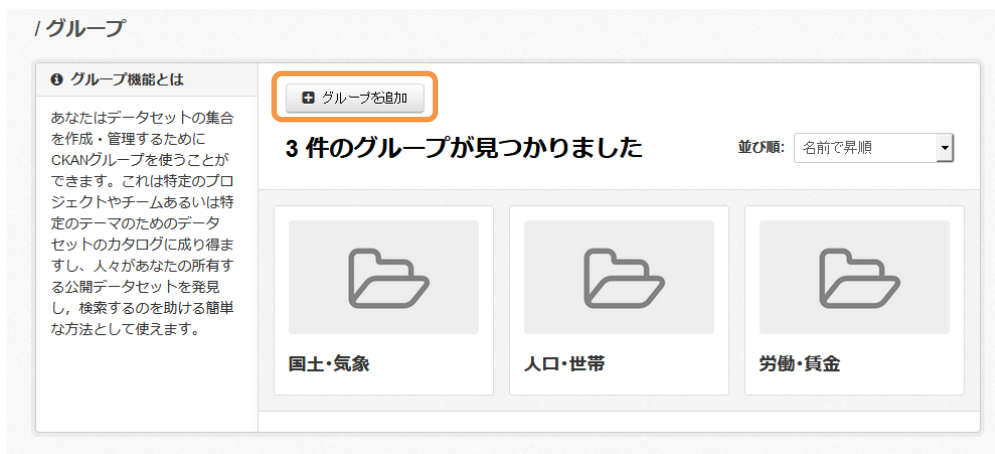 / グループ
グループ機能とは
あなたはデータセットの集合
を作成・管理するために
CKANグループを使うことが
できます。これは特定のプロ
ジェクトやチームあるいは特
定のテーマのためのデータ
セットのカタログに成り得ま
すし、人々があなたの所有す
る公開データセットを発見
し，検索するのを助ける簡単
な方法として使えます。
グループを追加
3 件のグループが見つかりました
並び順: 名前で昇順
国土・気象
人口・世帯
労働・賃金